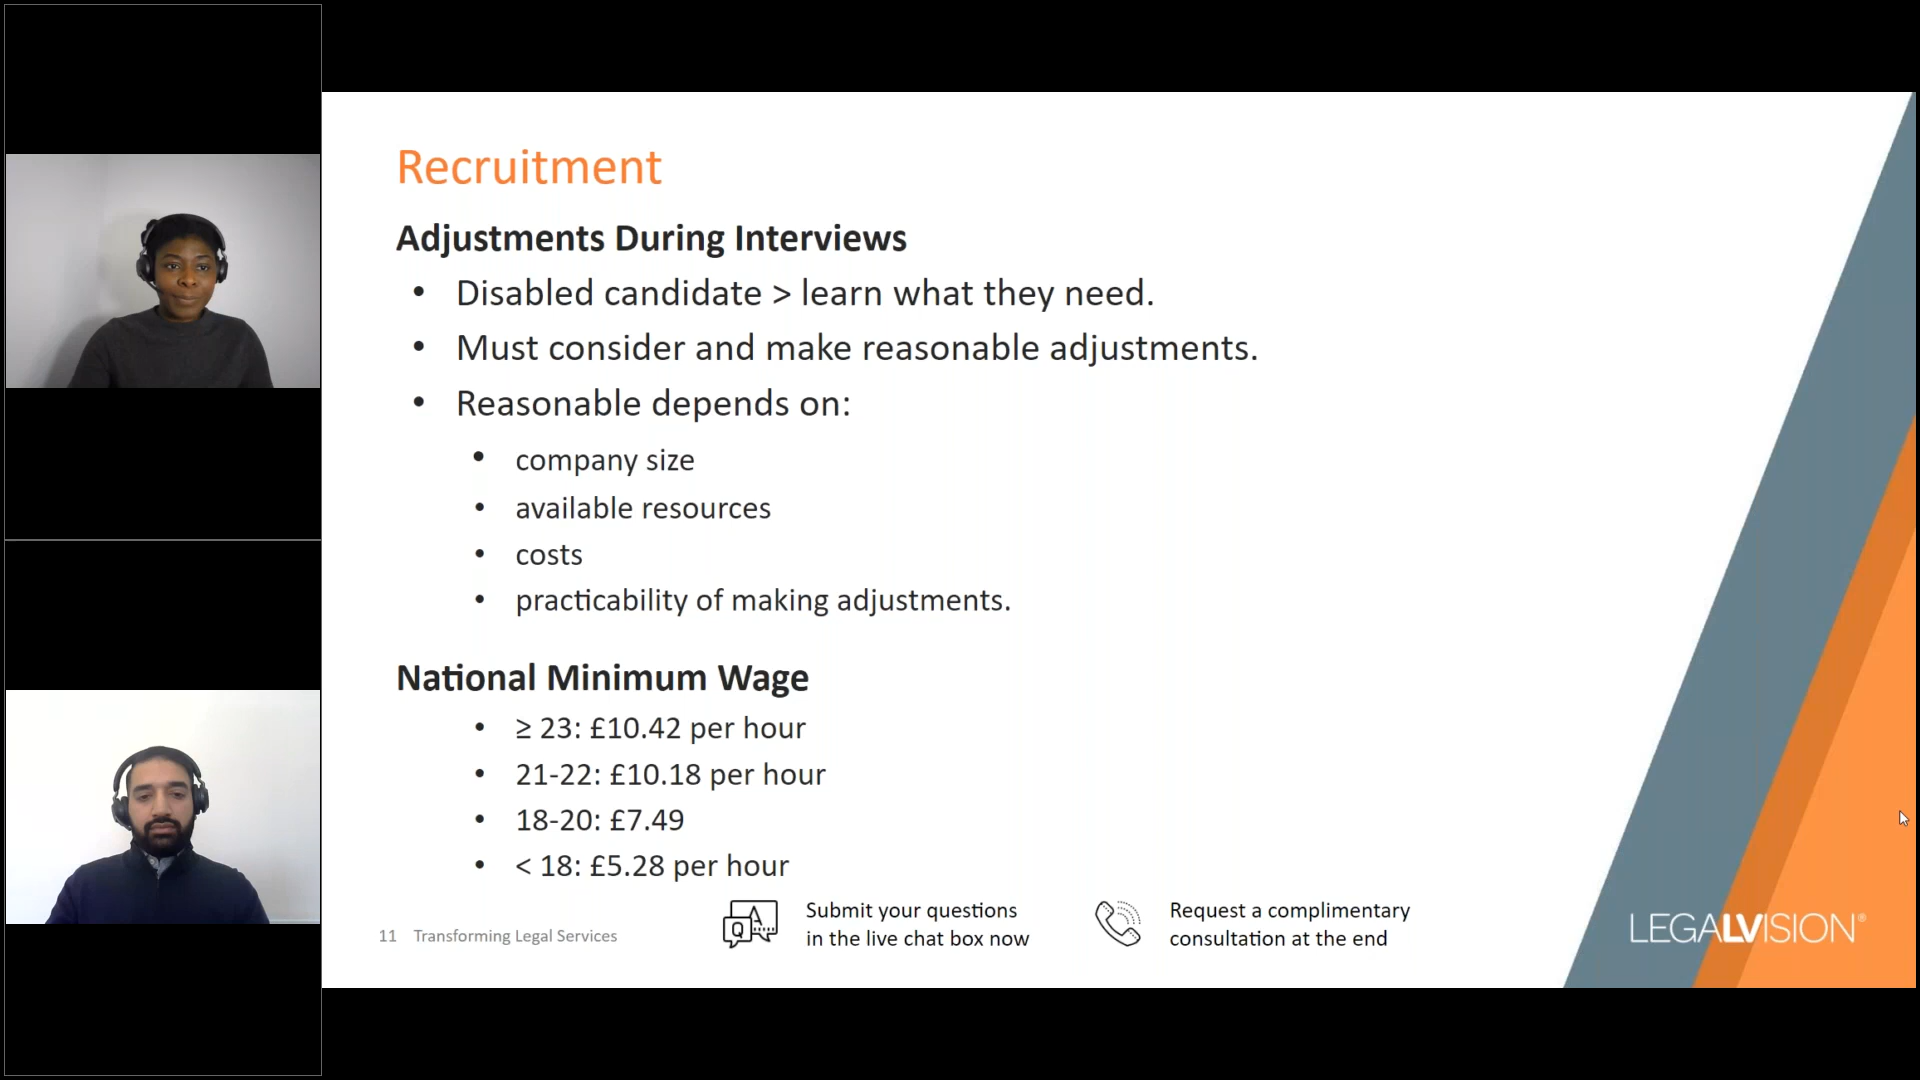 Recruitment
Adjustments During Interviews
• Disabled candidate > learn what they need.
• Must consider and make reasonable adjustments.
• Reasonable depends on:
• company size
• available resources
• costs
• practicability of making adjustments.
National Minimum Wage
• ≥ 23: £10.42 per hour
• 21-22: £10.18 per hour
• 18-20: £7.49
• < 18: £5.28 per hour
11 Transforming Legal Services
Q A
Submit your questions
in the live chat box now
Request a complimentary
consultation at the end
LEGALVISION®